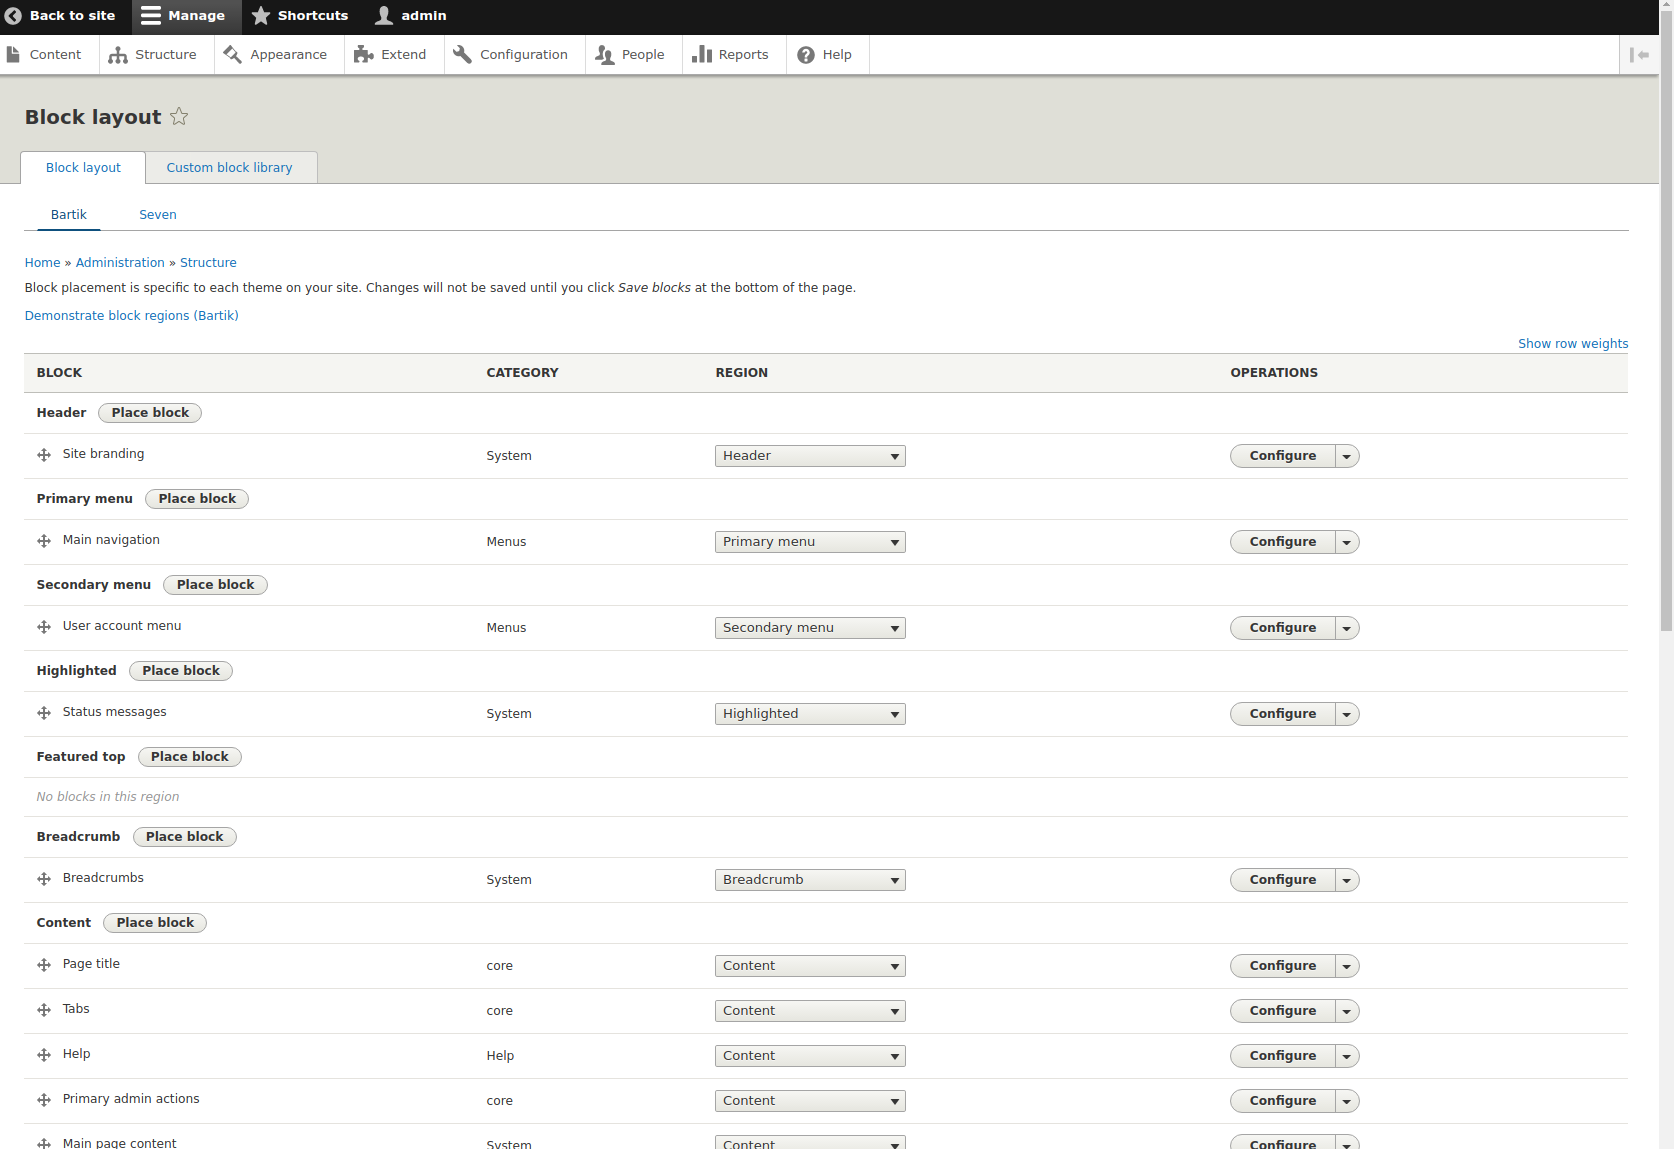 Back to site Manage Shortcuts admin
Content Structure Appearance Extend Configuration People Reports Help
Block layout
Block layout Custom block library
Bartik Seven
Home » Administration » Structure
Block placement is specific to each theme on your site. Changes will not be saved until you click Save blocks at the bottom of the page.
Demonstrate block regions (Bartik)
Show row weights
BLOCK CATEGORY REGION OPERATIONS
Header Place block
Site branding System Header Configure
Primary menu Place block
Main navigation Menus Primary menu Configure
Secondary menu Place block
User account menu Menus Secondary menu Configure
Highlighted Place block
Status messages System Highlighted Configure
Featured top Place block
No blocks in this region
Breadcrumb Place block
Breadcrumbs System Breadcrumb Configure
Content Place block
Page title core Content Configure
Tabs core Content Configure
Help Help Content Configure
Primary admin actions core Content Configure
Main page content System Content Configure